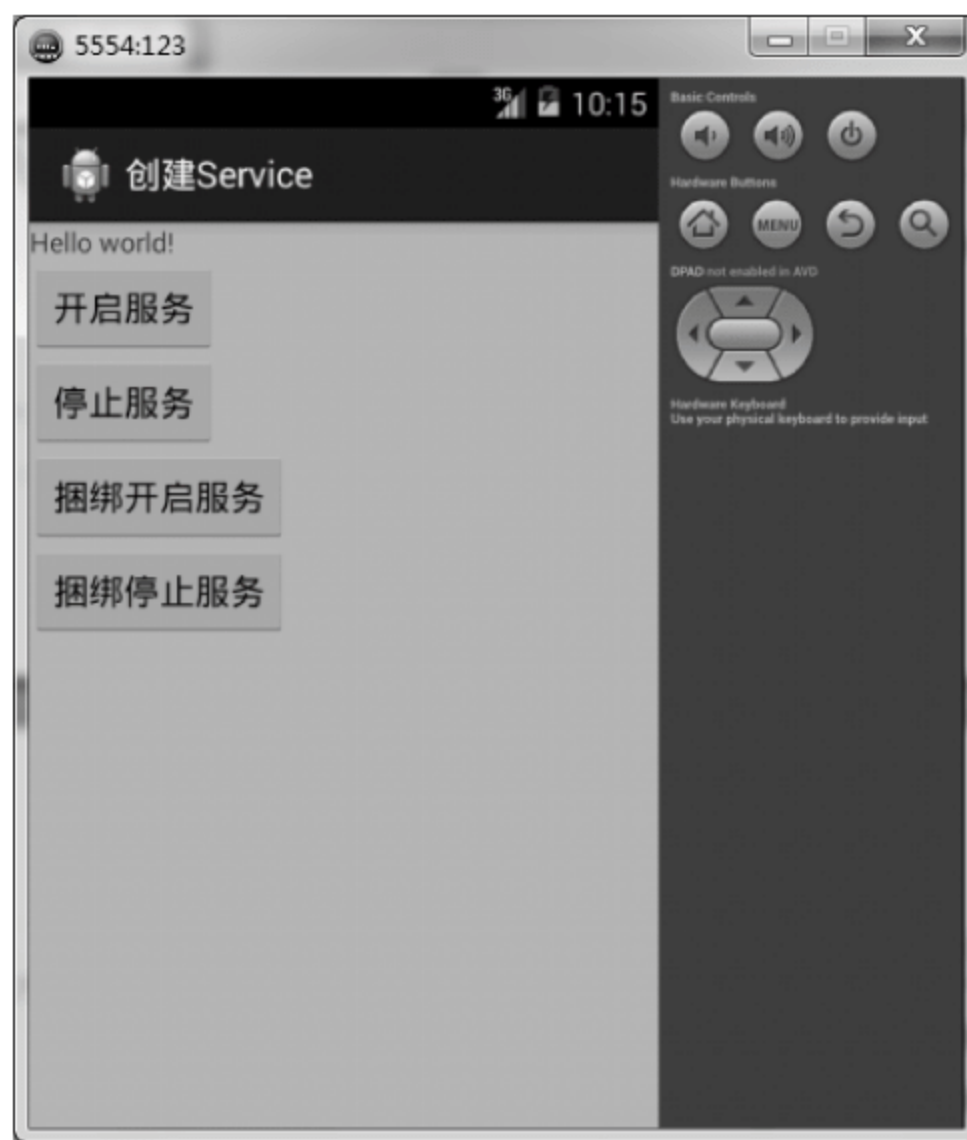 5554:123
3G 10:15
创建Service
Hello world!
开启服务
停止服务
捆绑开启服务
捆绑停止服务
Basic Controls
Hardware Buttons
MENU
DPAD not enabled in AVD
Hardware Keyboard
Use your physical keyboard to provide input